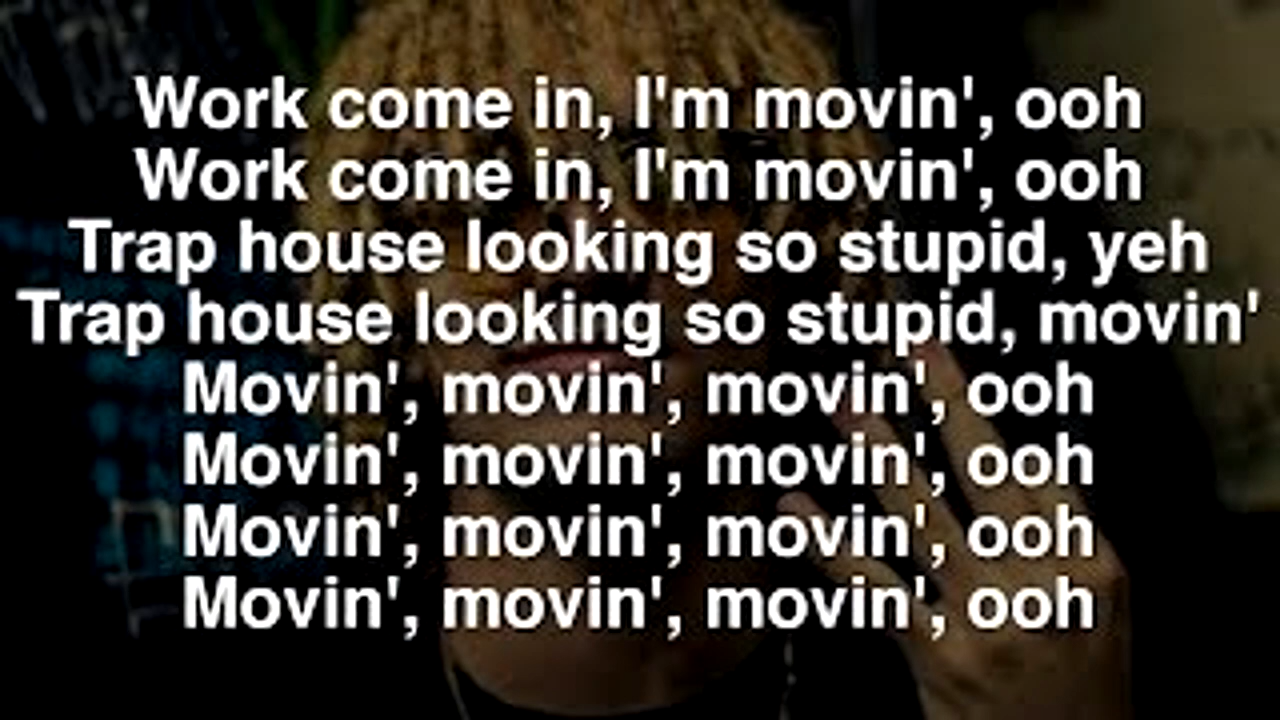 Work come in, I'm movin', ooh
Work come in, I'm movin', ooh
Trap house looking so stupid, yeh
Trap house looking so stupid, movin'
Movin', movin', movin', ooh
Movin', movin', movin', ooh
Movin', movin', movin', ooh
Movin', movin', movin', ooh